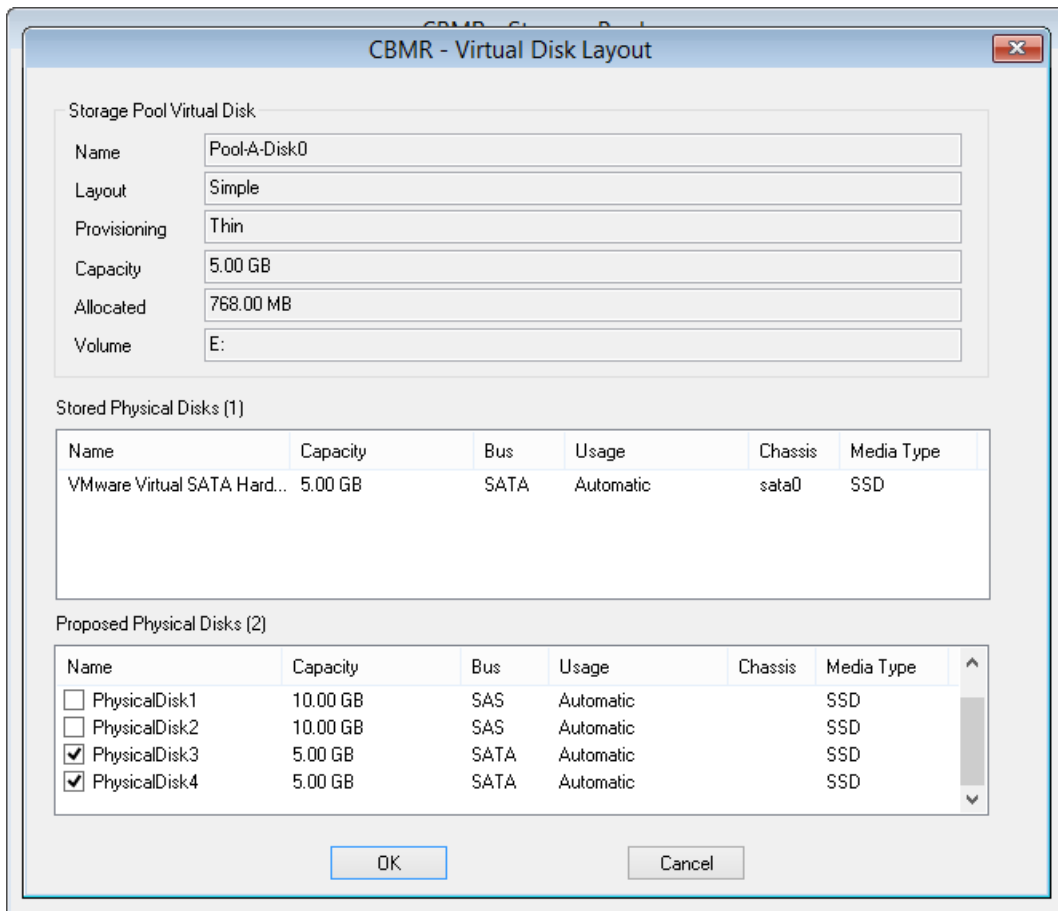 CBMR - Virtual Disk Layout
Storage Pool Virtual Disk
Name Pool-A-Disk0
Layout Simple
Provisioning Thin
Capacity 5.00 GB
Allocated 768.00 MB
Volume E:
Stored Physical Disks (1)
Name Capacity Bus Usage Chassis Media Type
VMware Virtual SATA Hard... 5.00 GB SATA Automatic sata0 SSD
Proposed Physical Disks (2)
Name Capacity Bus Usage Chassis Media Type
PhysicalDisk1 10.00 GB SAS Automatic SSD
PhysicalDisk2 10.00 GB SAS Automatic SSD
PhysicalDisk3 5.00 GB SATA Automatic SSD
PhysicalDisk4 5.00 GB SATA Automatic SSD
OK Cancel